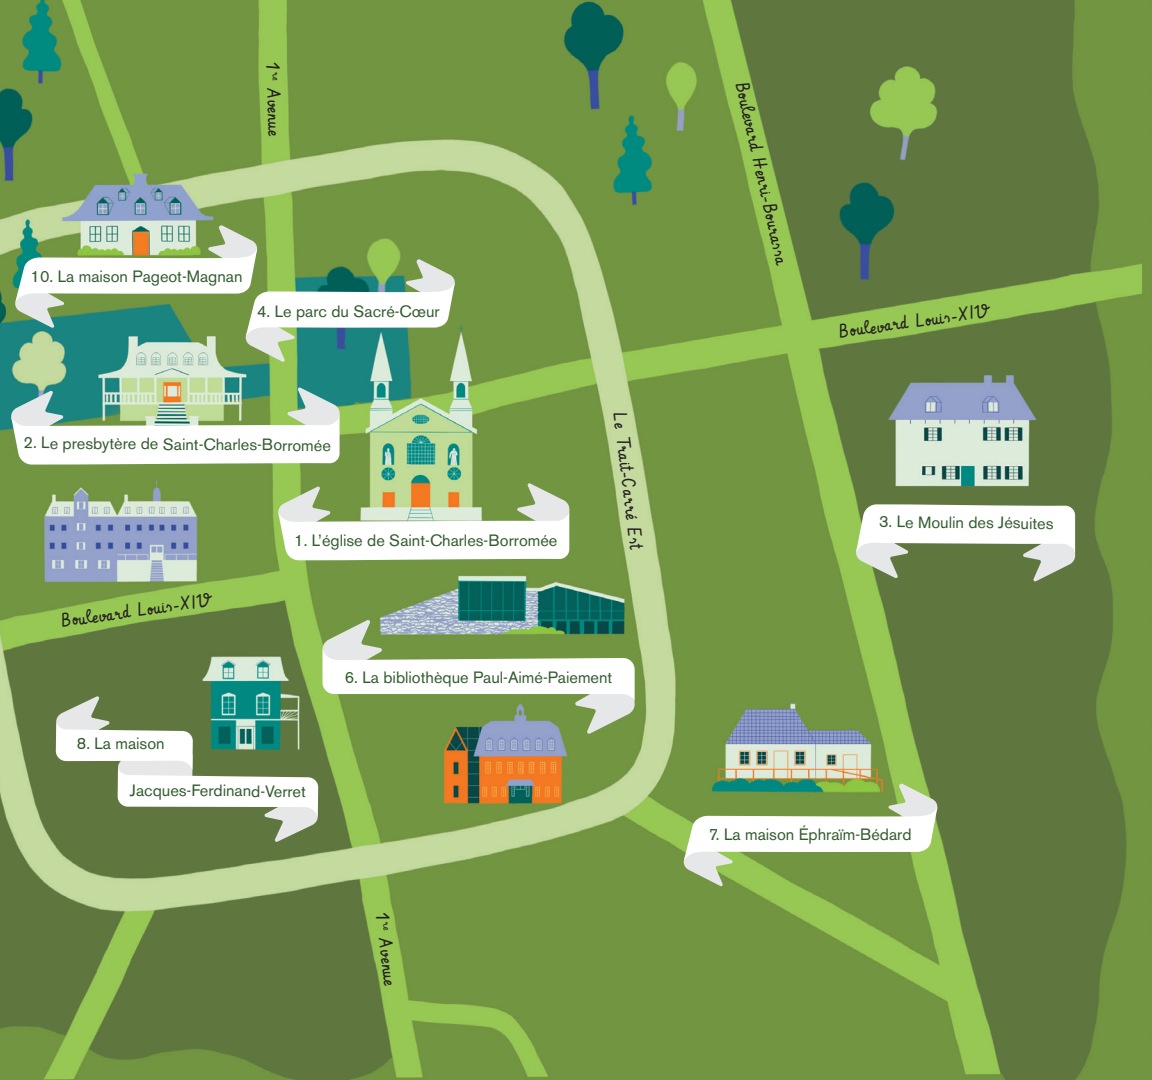 1re Avenue
Boulevard Henri-Bourassa
10. La maison Pageot-Magnan
4. Le parc du Sacré-Cœur
Boulevard Louis-XIV
2. Le presbytère de Saint-Charles-Borromée
Le Trait-Carré Est
3. Le Moulin des Jésuites
1. L'église de Saint-Charles-Borromée
Boulevard Louis-XIV
6. La bibliothèque Paul-Aimé-Paiement
8. La maison
Jacques-Ferdinand-Verret
7. La maison Éphraïm-Bédard
1re Avenue